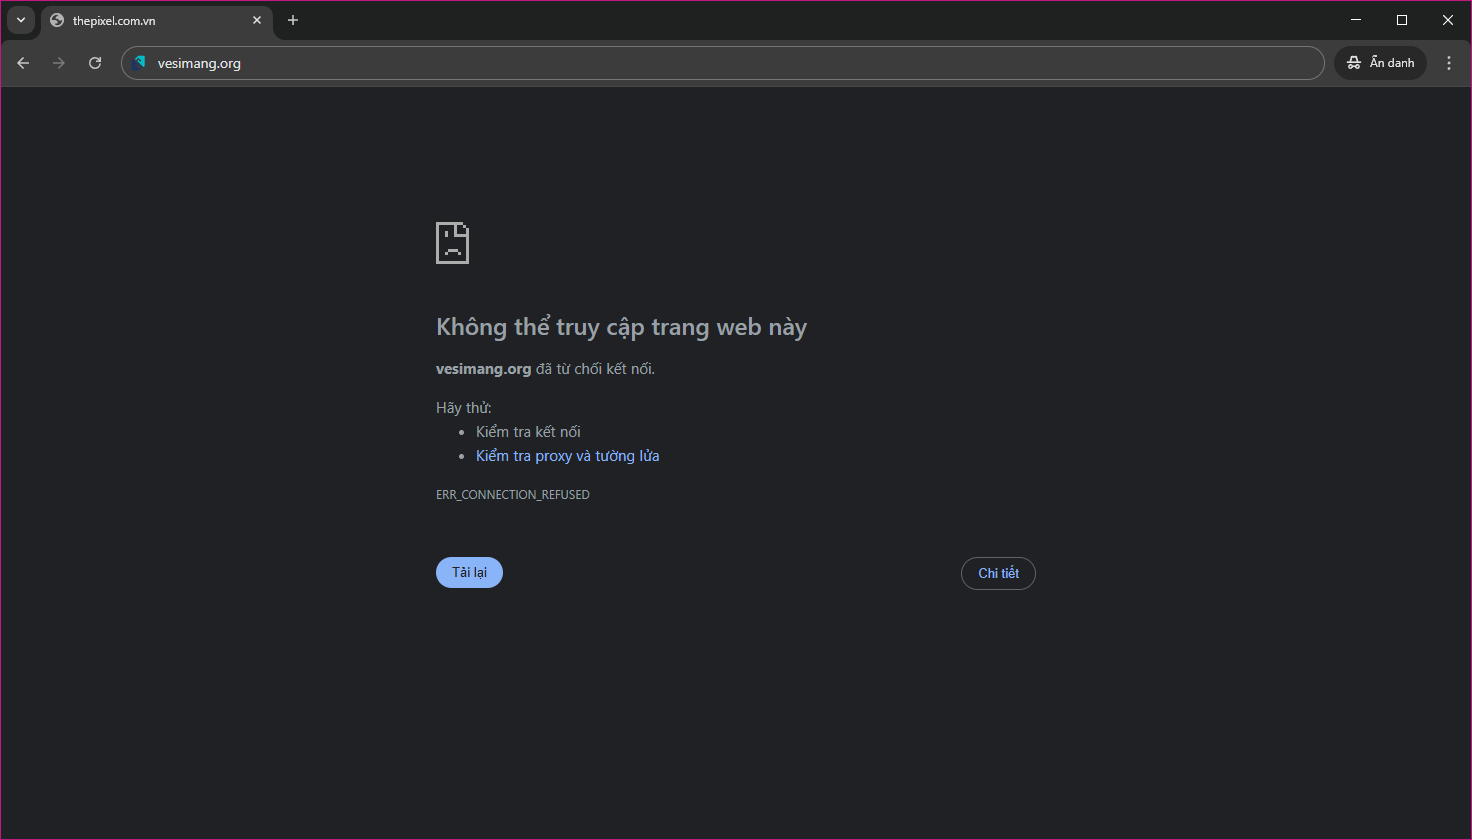 thepixel.com.vn
vesimang.org
Ẩn danh
Không thể truy cập trang web này
vesimang.org đã từ chối kết nối.
Hãy thử:
Kiểm tra kết nối
Kiểm tra proxy và tường lửa
ERR_CONNECTION_REFUSED
Tải lại
Chi tiết